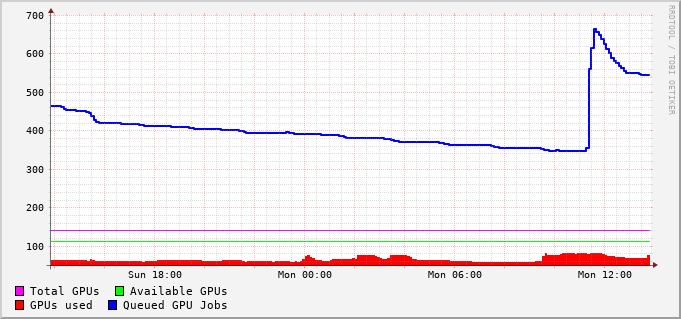 700
600
500
400
300
200
100
Sun 18:00 Mon 00:00 Mon 06:00 Mon 12:00
Total GPUs Available GPUs
GPUs used Queued GPU Jobs
RRDTOOL / TOBI OETIKER